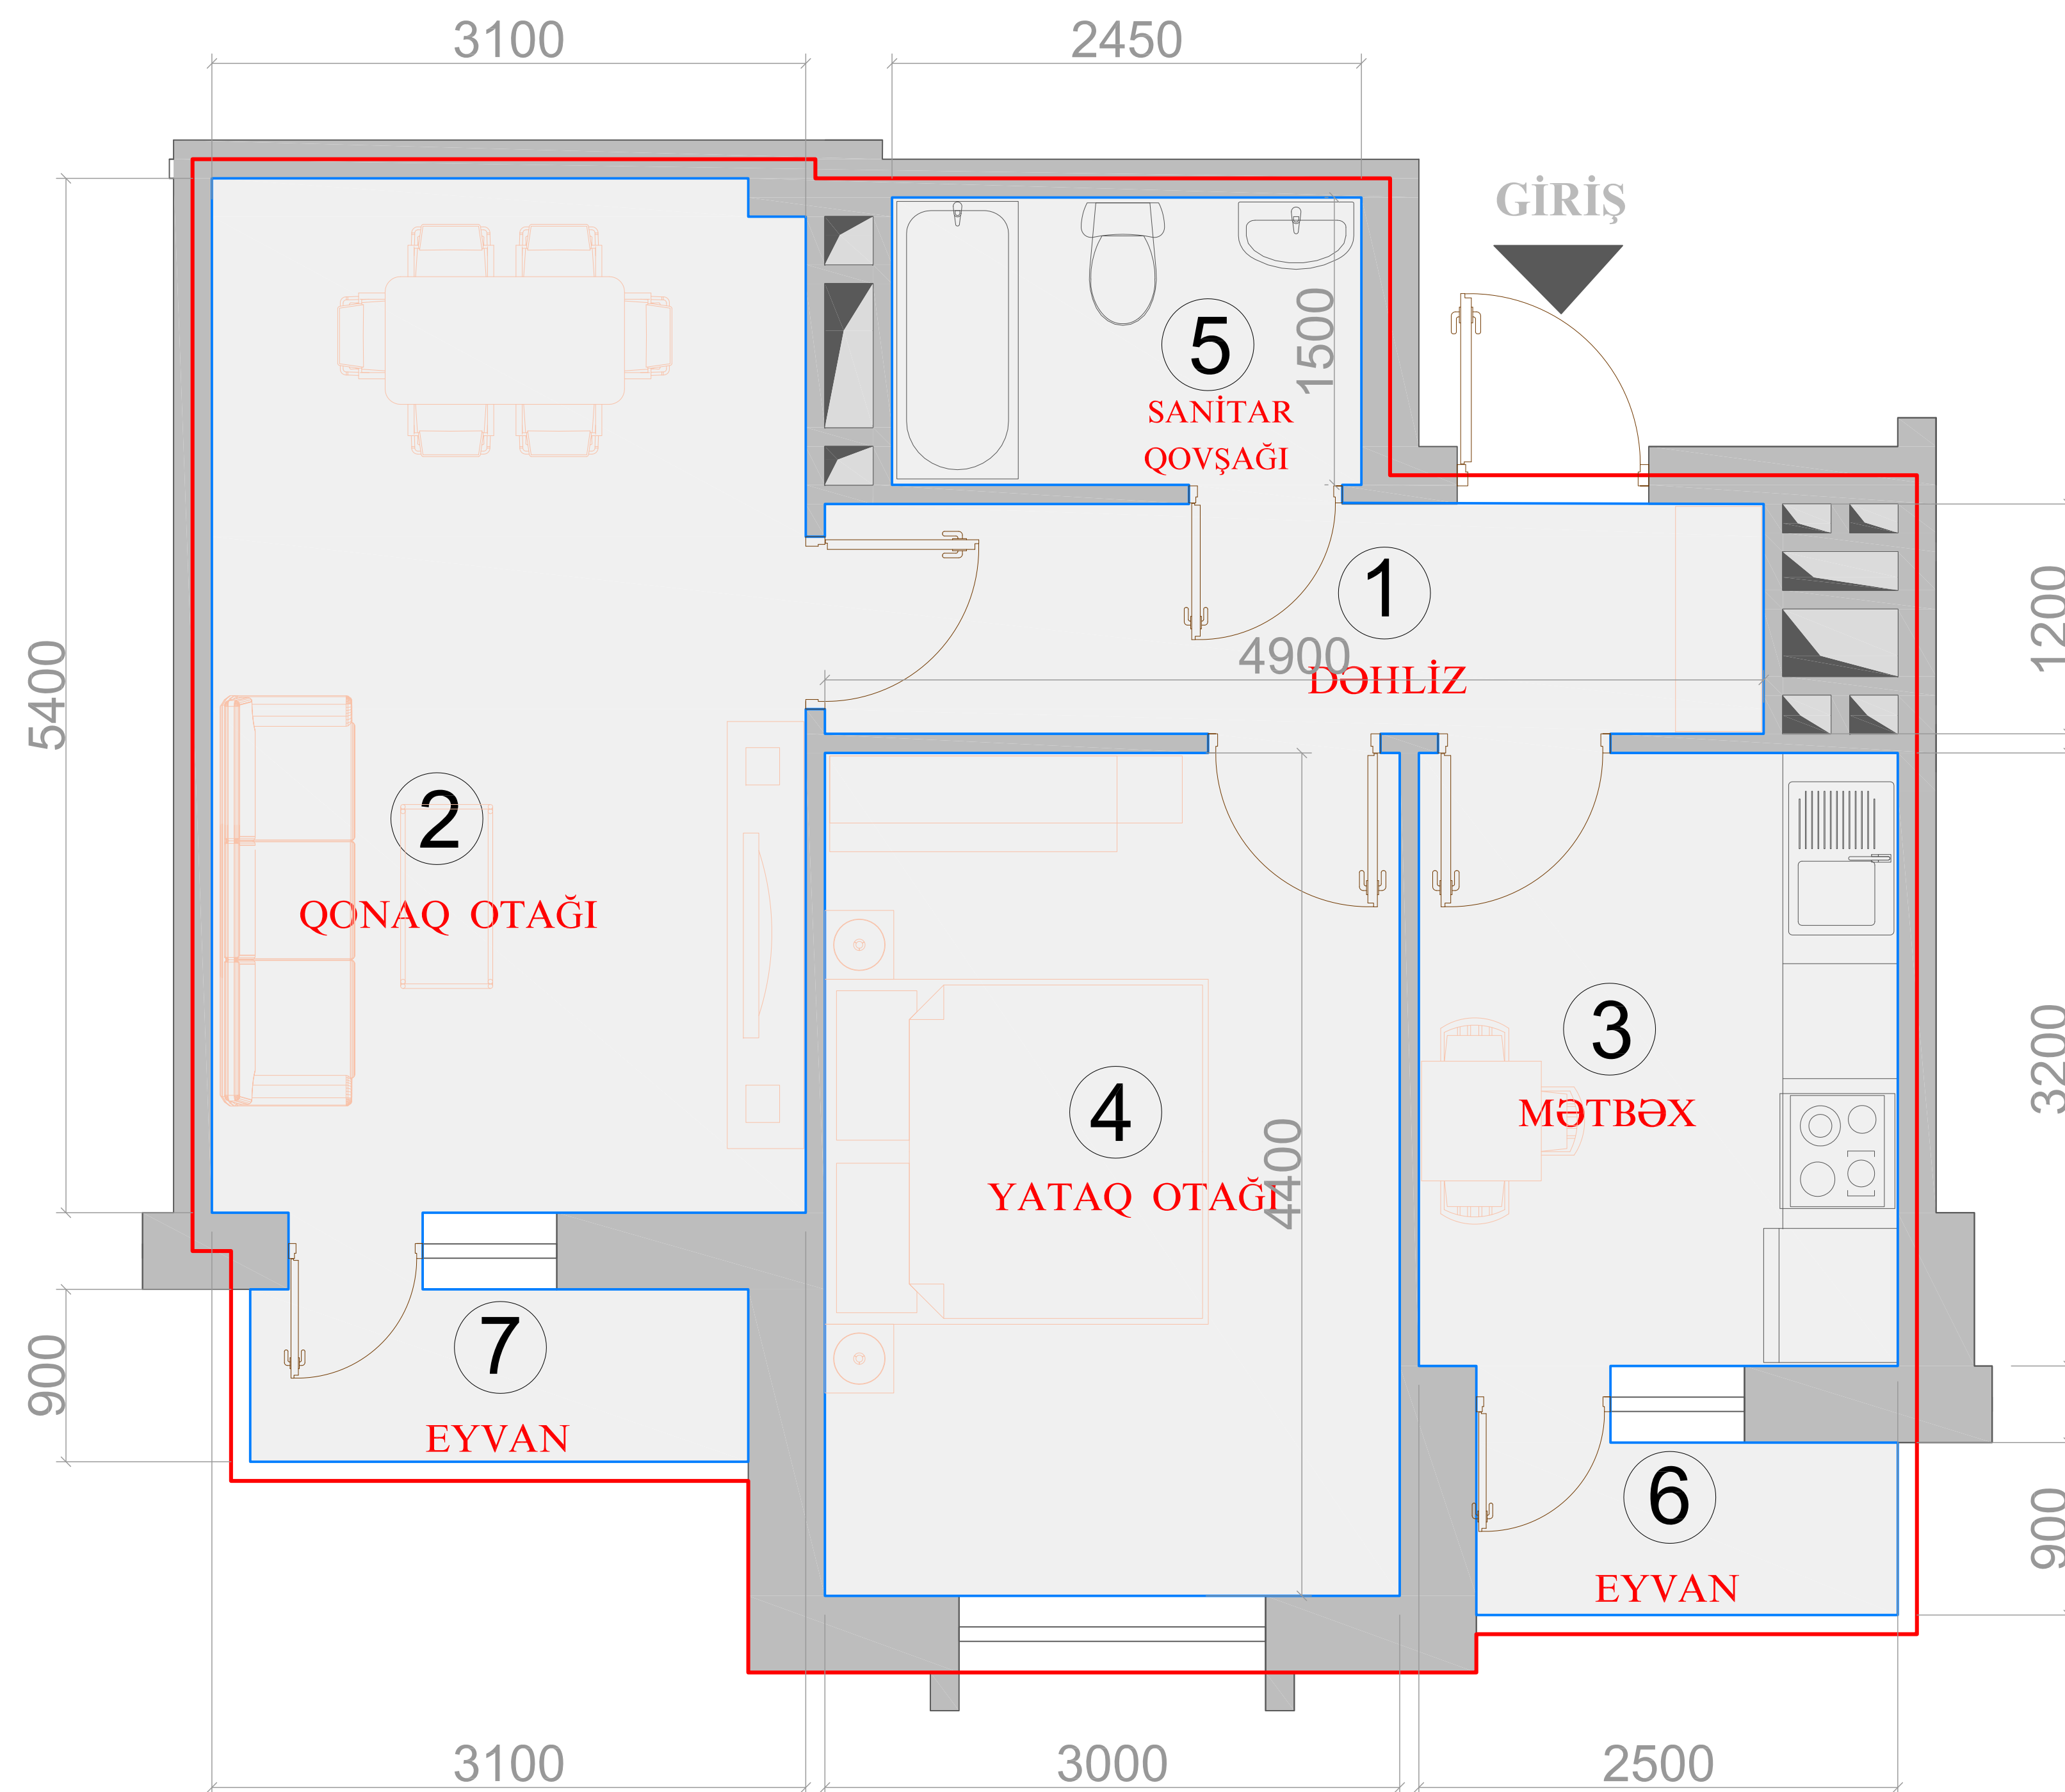 3100
2450
GİRİŞ
5
1500
SANİTAR
QOVŞAĞI
1
1200
4900
DƏHLİZ
5400
2
QONAQ OTAĞI
3
3200
MƏTBƏX
4
4400
YATAQ OTAĞI
7
900
EYVAN
6
900
EYVAN
3100
3000
2500